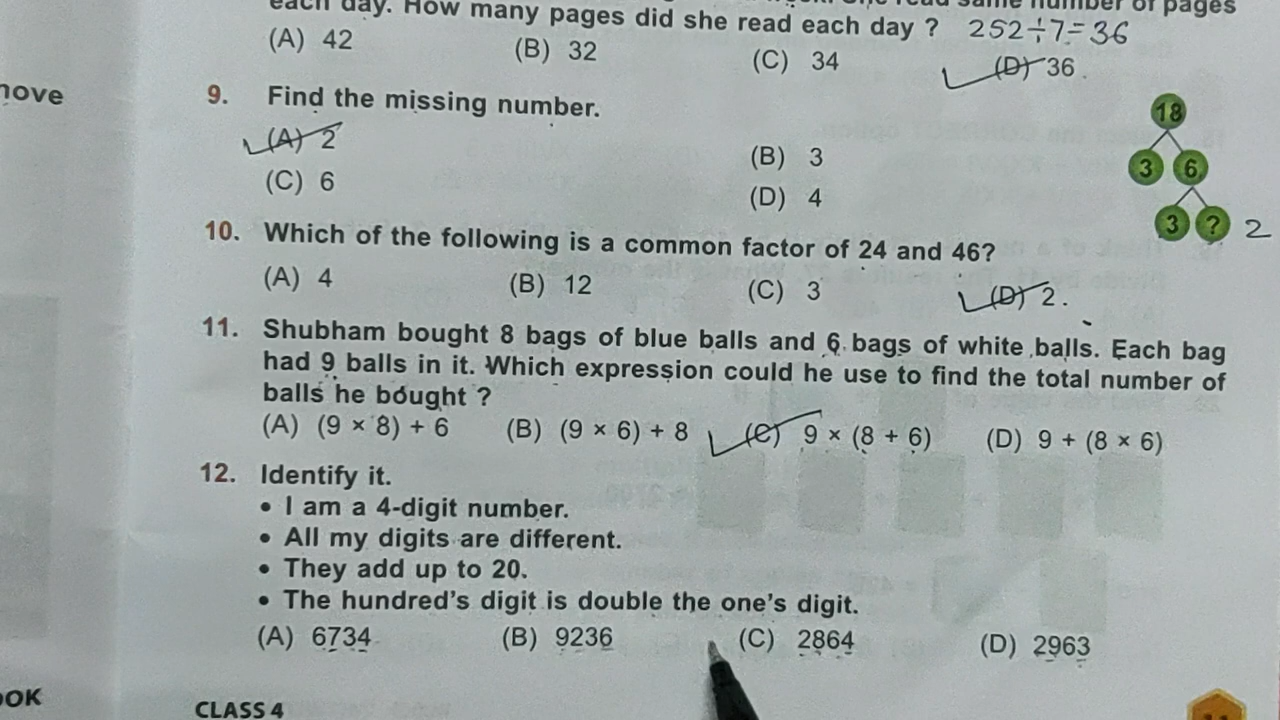 each day. How many pages did she read each day ? 252÷7=36
(A) 42 (B) 32 (C) 34 (D) 36
9. Find the missing number.
(A) 2 (B) 3
(C) 6 (D) 4
18
3 6
3 ? 2
10. Which of the following is a common factor of 24 and 46?
(A) 4 (B) 12 (C) 3 (D) 2.
11. Shubham bought 8 bags of blue balls and 6 bags of white balls. Each bag
had 9 balls in it. Which expression could he use to find the total number of
balls he bought ?
(A) (9 × 8) + 6 (B) (9 × 6) + 8 (C) 9 × (8 + 6) (D) 9 + (8 × 6)
12. Identify it.
• I am a 4-digit number.
• All my digits are different.
• They add up to 20.
• The hundred's digit is double the one's digit.
(A) 6734 (B) 9236 (C) 2864 (D) 2963
CLASS 4